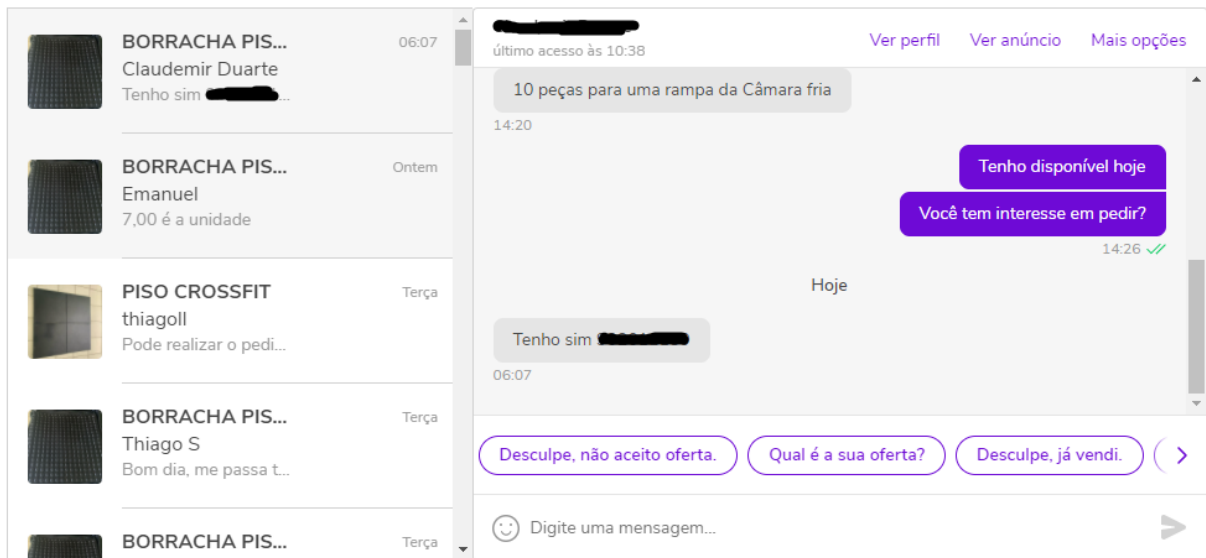 BORRACHA PIS...
06:07
Claudemir Duarte
Tenho sim ...
BORRACHA PIS...
Ontem
Emanuel
7,00 é a unidade
PISO CROSSFIT
Terça
thiagoll
Pode realizar o pedi...
BORRACHA PIS...
Terça
Thiago S
Bom dia, me passa t...
BORRACHA PIS...
Terça
último acesso às 10:38
Ver perfil
Ver anúncio
Mais opções
10 peças para uma rampa da Câmara fria
14:20
Tenho disponível hoje
Você tem interesse em pedir?
14:26
Hoje
Tenho sim
06:07
Desculpe, não aceito oferta.
Qual é a sua oferta?
Desculpe, já vendi.
Digite uma mensagem...